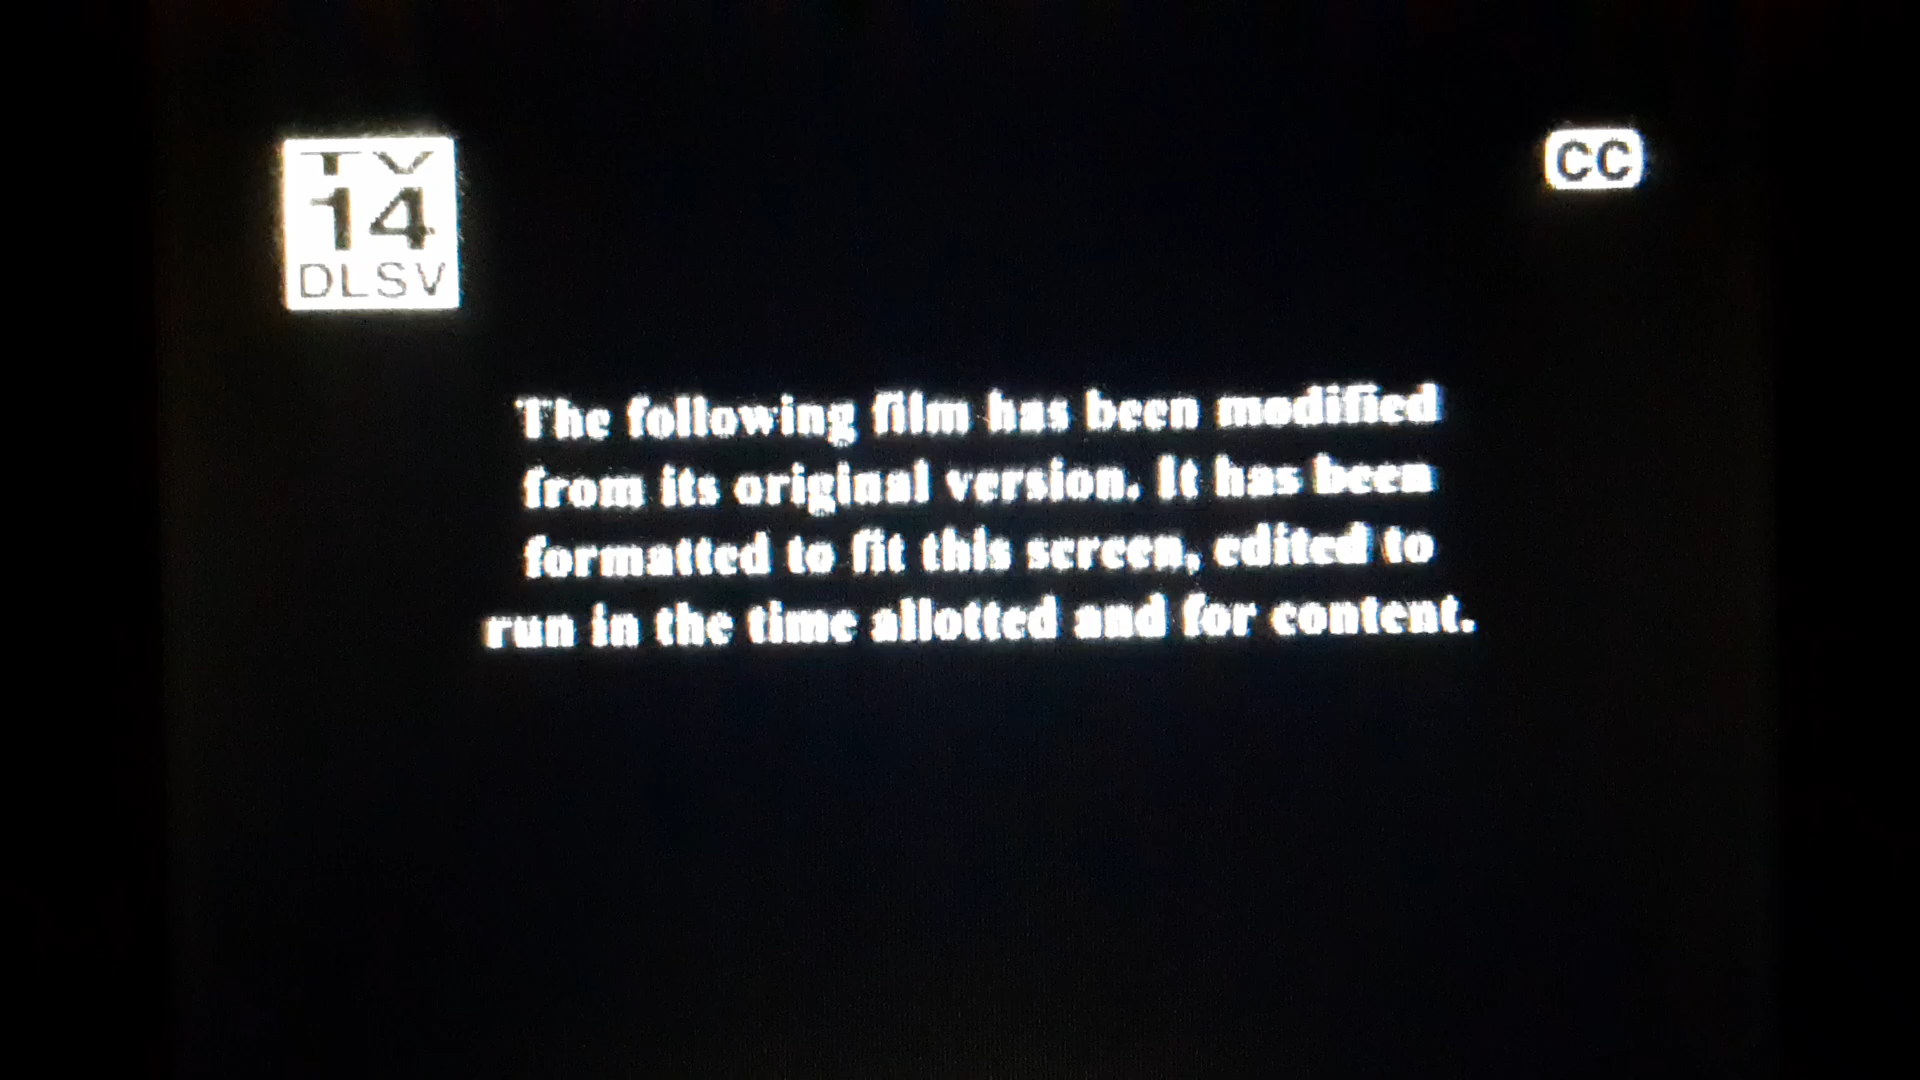 TV
14
DLSV
CC
The following film has been modified
from its original version. It has been
formatted to fit this screen, edited to
run in the time allotted and for content.